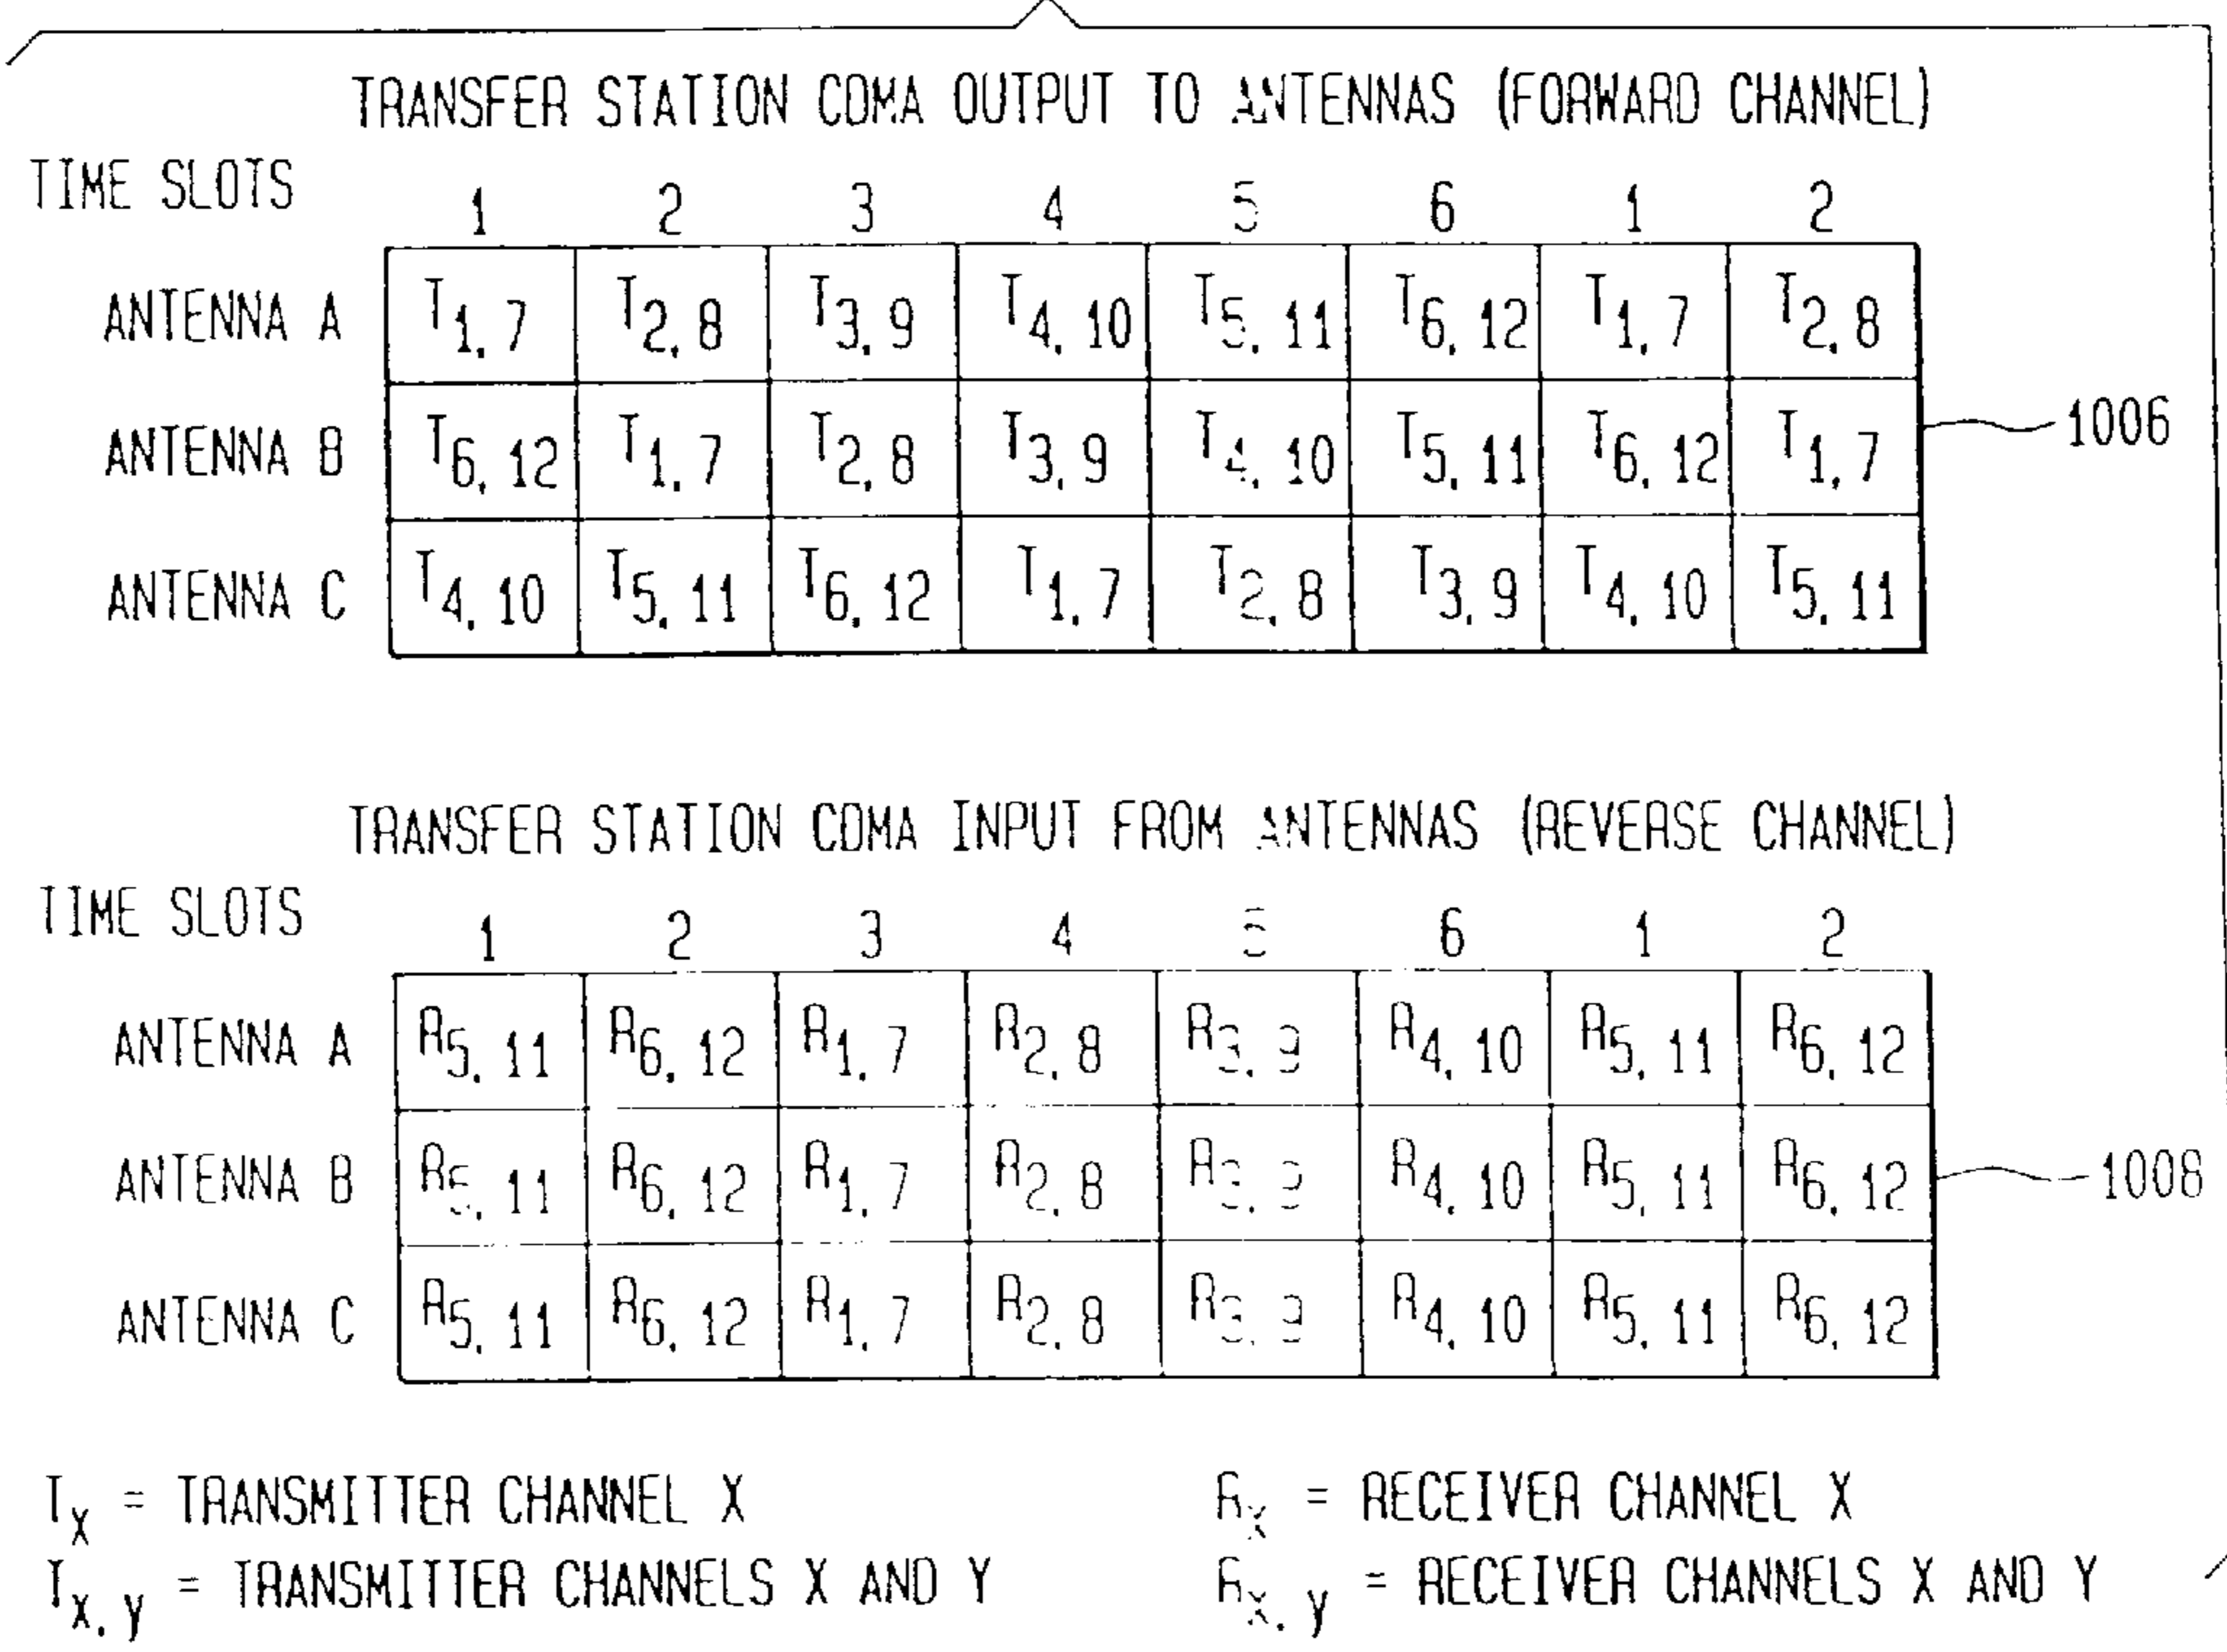 TRANSFER STATION CDMA OUTPUT TO ANTENNAS (FORWARD CHANNEL)
TIME SLOTS 1 2 3 4 5 6 1 2
ANTENNA A T1,7 T2,8 T3,9 T4,10 T5,11 T6,12 T1,7 T2,8
ANTENNA B T6,12 T1,7 T2,8 T3,9 T4,10 T5,11 T6,12 T1,7
1006
ANTENNA C T4,10 T5,11 T6,12 T1,7 T2,8 T3,9 T4,10 T5,11
TRANSFER STATION CDMA INPUT FROM ANTENNAS (REVERSE CHANNEL)
TIME SLOTS 1 2 3 4 5 6 1 2
ANTENNA A R5,11 R6,12 R1,7 R2,8 R3,9 R4,10 R5,11 R6,12
ANTENNA B R5,11 R6,12 R1,7 R2,8 R3,9 R4,10 R5,11 R6,12
1008
ANTENNA C R5,11 R6,12 R1,7 R2,8 R3,9 R4,10 R5,11 R6,12
Tx = TRANSMITTER CHANNEL X
Rx = RECEIVER CHANNEL X
Tx,y = TRANSMITTER CHANNELS X AND Y
Rx,y = RECEIVER CHANNELS X AND Y